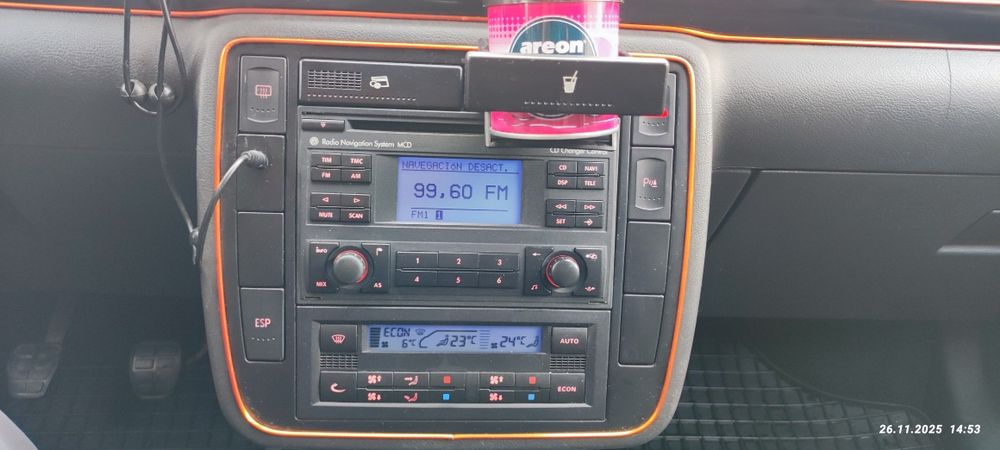 areon
Radio Navigation System MCD
CD Changer Control
TIM TMC
FM AM
MUTE SCAN
NAVEGACIóN DESACT.
99,60 FM
FM1 1
CD NAVI
DSP TELE
SET
INFO
MIX AS
1 2 3
4 5 6
ESP
ECON
6°C 23°C 24°C
AUTO
ECON
26.11.2025 14:53